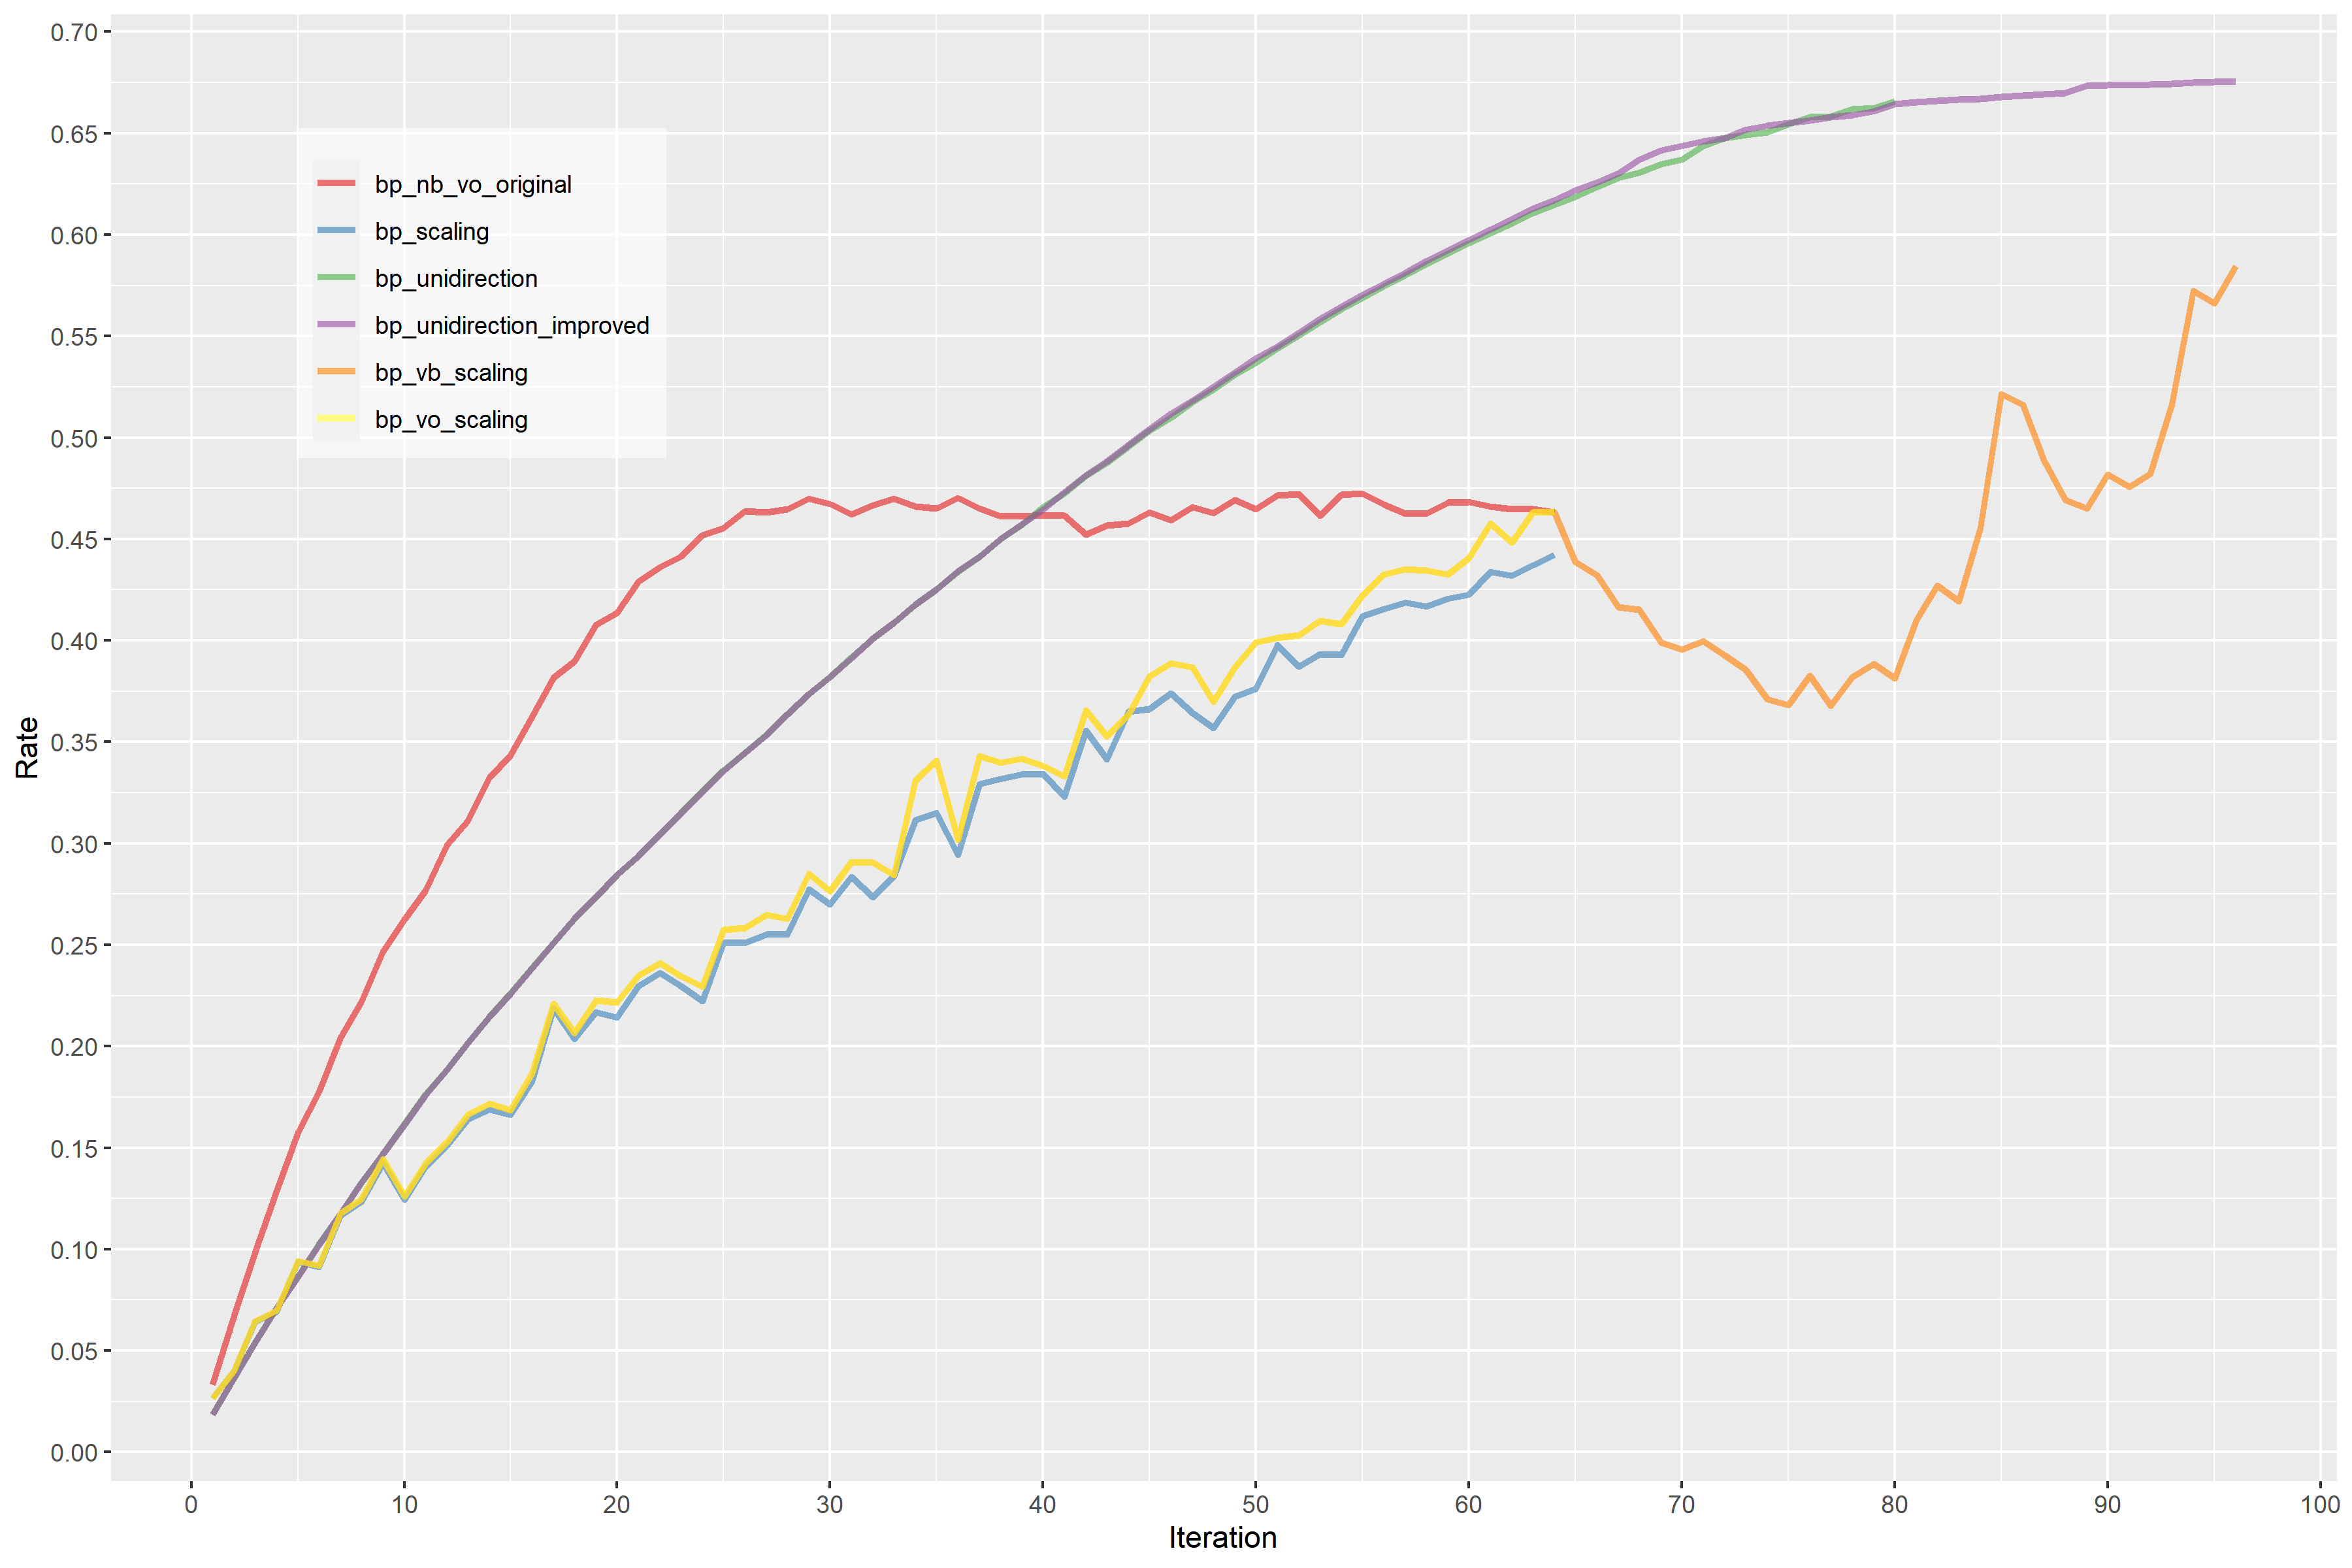 0.70
0.65
0.60
0.55
0.50
0.45
0.40
0.35
0.30
0.25
0.20
0.15
0.10
0.05
0.00
Rate
bp_nb_vo_original
bp_scaling
bp_unidirection
bp_unidirection_improved
bp_vb_scaling
bp_vo_scaling
0 10 20 30 40 50 60 70 80 90 100
Iteration